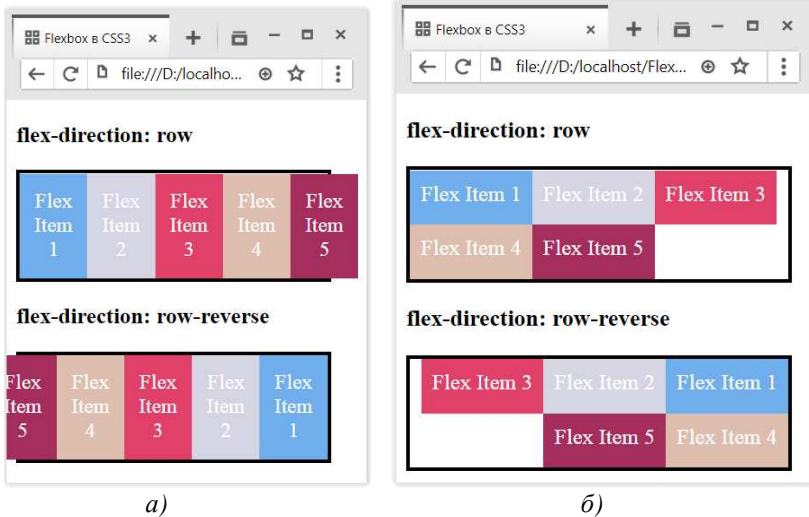 Flexbox в CSS3
file:///D:/localho...
flex-direction: row
Flex Item 1
Flex Item 2
Flex Item 3
Flex Item 4
Flex Item 5
flex-direction: row-reverse
Flex Item 5
Flex Item 4
Flex Item 3
Flex Item 2
Flex Item 1
а)
Flexbox в CSS3
file:///D:/localhost/Flex...
flex-direction: row
Flex Item 1 Flex Item 2 Flex Item 3
Flex Item 4 Flex Item 5
flex-direction: row-reverse
Flex Item 3 Flex Item 2 Flex Item 1
Flex Item 5 Flex Item 4
б)